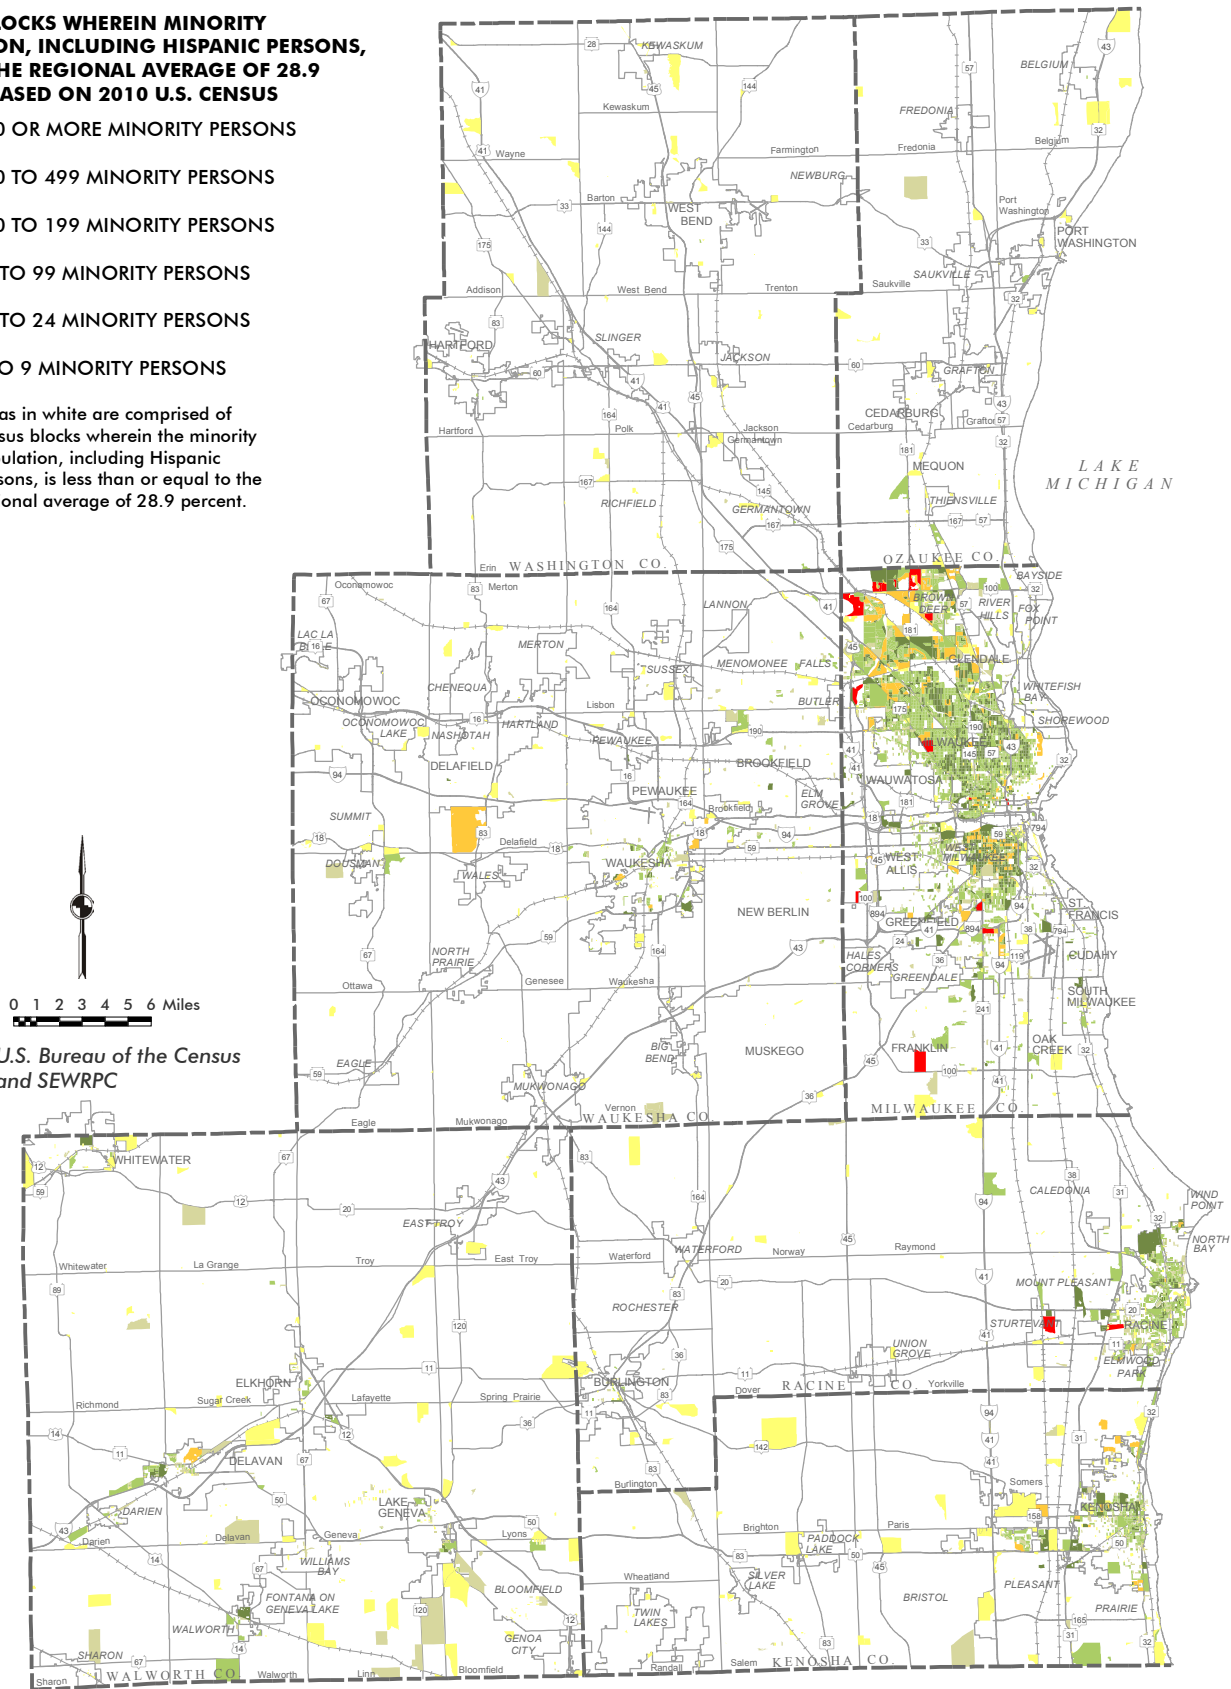 LOCKS WHEREIN MINORITY
ON, INCLUDING HISPANIC PERSONS,
HE REGIONAL AVERAGE OF 28.9
ASED ON 2010 U.S. CENSUS
0 OR MORE MINORITY PERSONS
0 TO 499 MINORITY PERSONS
0 TO 199 MINORITY PERSONS
TO 99 MINORITY PERSONS
TO 24 MINORITY PERSONS
O 9 MINORITY PERSONS
as in white are comprised of
sus blocks wherein the minority
ulation, including Hispanic
sons, is less than or equal to the
ional average of 28.9 percent.
0 1 2 3 4 5 6 Miles
U.S. Bureau of the Census
and SEWRPC
KEWASKUM
Kewaskum
Wayne
Barton
WEST
BEND
Farmington
NEWBURG
BELGIUM
FREDONIA
Fredonia
Belgium
Port
Washington
PORT
WASHINGTON
SAUKVILLE
Saukville
Addison
West Bend
Trenton
HARTFORD
SLINGER
JACKSON
GRAFTON
CEDARBURG
Cedarburg
Grafton
Hartford
Polk
Jackson
Germantown
MEQUON
THIENSVILLE
RICHFIELD
GERMANTOWN
LAKE
MICHIGAN
Erin
WASHINGTON CO.
OZAUKEE CO.
Oconomowoc
Merton
LANNON
BAYSIDE
BROWN
DEER
RIVER
HILLS
FOX
POINT
LAC LA
MERTON
SUSSEX
MENOMONEE FALLS
GLENDALE
CHENEQUA
OCONOMOWOC
OCONOMOWOC
LAKE
NASHOTAH
HARTLAND
Lisbon
BUTLER
WHITEFISH
BAY
SHOREWOOD
PEWAUKEE
MILWAUKEE
DELAFIELD
BROOKFIELD
WAUWATOSA
PEWAUKEE
ELM
GROVE
Brookfield
SUMMIT
Delafield
DOUSMAN
WALES
WAUKESHA
WEST
ALLIS
WEST
MILWAUKEE
NEW BERLIN
GREENFIELD
ST.
FRANCIS
NORTH
PRAIRIE
HALES
CORNERS
GREENDALE
CUDAHY
Ottawa
Genesee
Waukesha
SOUTH
MILWAUKEE
BIG
BEND
MUSKEGO
FRANKLIN
OAK
CREEK
EAGLE
MUKWONAGO
Eagle
Mukwonago
Vernon
WAUKESHA CO.
MILWAUKEE CO.
WHITEWATER
CALEDONIA
WIND
POINT
NORTH
BAY
EAST TROY
WATERFORD
Whitewater
La Grange
Troy
East Troy
Waterford
Norway
Raymond
ROCHESTER
MOUNT PLEASANT
STURTEVANT
RACINE
UNION
GROVE
ELMWOOD
PARK
ELKHORN
BURLINGTON
Richmond
Sugar Creek
Lafayette
Spring Prairie
Dover
RACINE CO.
Yorkville
DELAVAN
Burlington
Somers
KENOSHA
DARIEN
LAKE
GENEVA
Darien
Delavan
Geneva
Lyons
Brighton
Paris
PADDOCK
LAKE
WILLIAMS
BAY
Wheatland
SILVER
LAKE
PLEASANT
PRAIRIE
BRISTOL
FONTANA ON
GENEVA LAKE
BLOOMFIELD
TWIN
LAKES
WALWORTH
GENOA
CITY
SHARON
Sharon
WALWORTH CO.
Walworth
Linn
Bloomfield
Randall
Salem
KENOSHA CO.